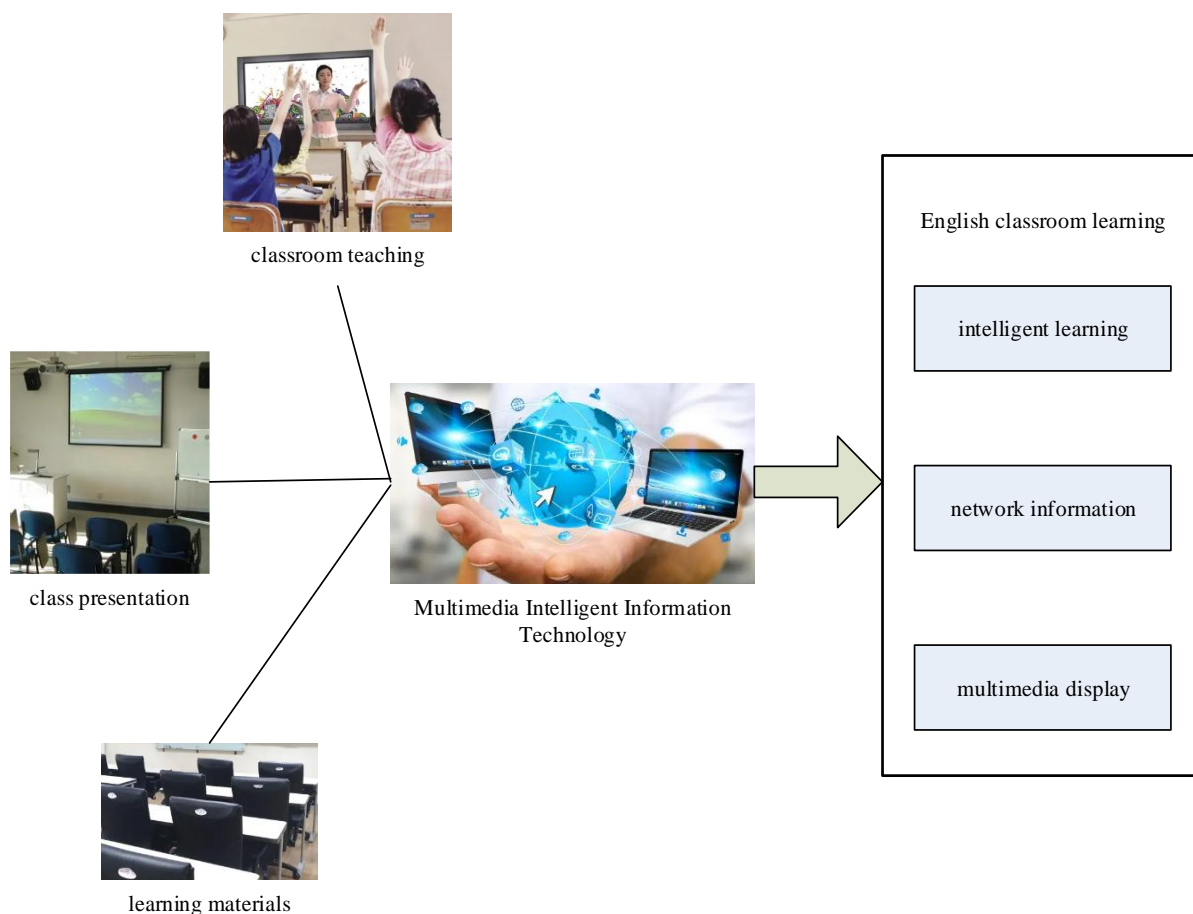 classroom teaching
English classroom learning
intelligent learning
class presentation
Multimedia Intelligent Information
Technology
network information
multimedia display
learning materials